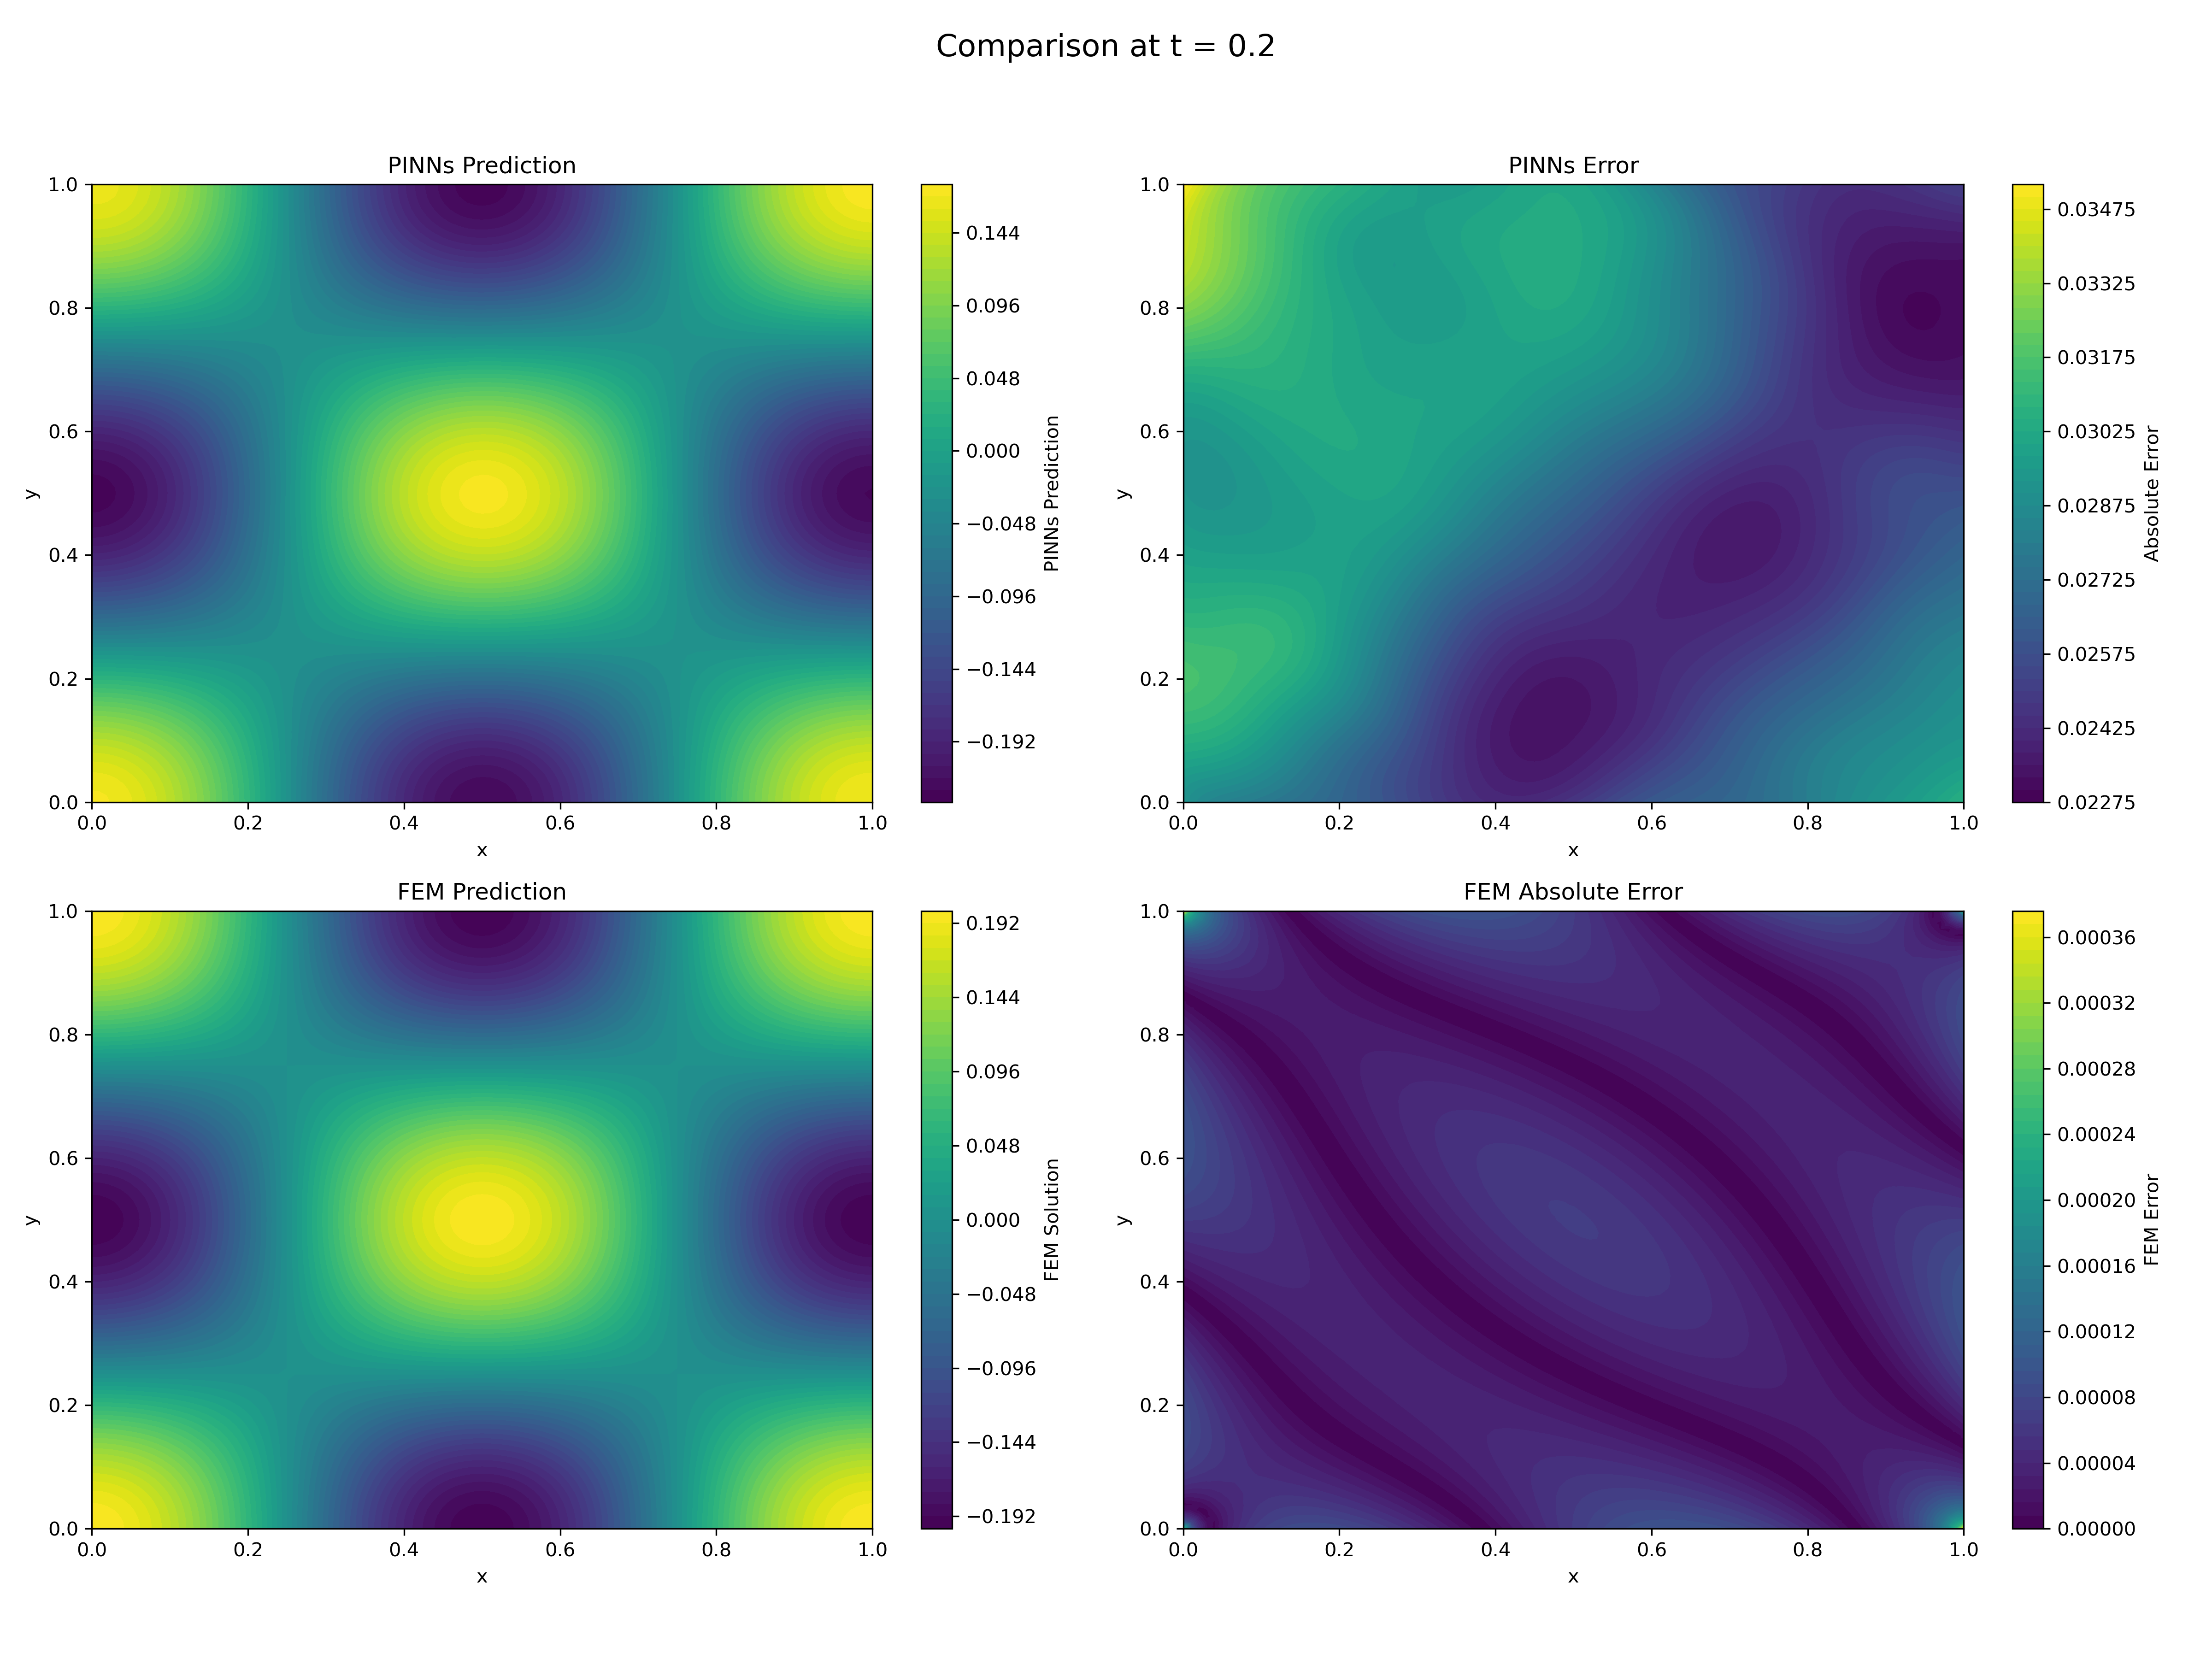 Comparison at t = 0.2
PINNs Prediction
1.0
0.8
0.6
0.4
0.2
0.0
y
0.0 0.2 0.4 0.6 0.8 1.0
x
0.144
0.096
0.048
0.000
−0.048
−0.096
−0.144
−0.192
PINNs Prediction
PINNs Error
1.0
0.8
0.6
0.4
0.2
0.0
y
0.0 0.2 0.4 0.6 0.8 1.0
x
0.03475
0.03325
0.03175
0.03025
0.02875
0.02725
0.02575
0.02425
0.02275
Absolute Error
FEM Prediction
1.0
0.8
0.6
0.4
0.2
0.0
y
0.0 0.2 0.4 0.6 0.8 1.0
x
0.192
0.144
0.096
0.048
0.000
−0.048
−0.096
−0.144
−0.192
FEM Solution
FEM Absolute Error
1.0
0.8
0.6
0.4
0.2
0.0
y
0.0 0.2 0.4 0.6 0.8 1.0
x
0.00036
0.00032
0.00028
0.00024
0.00020
0.00016
0.00012
0.00008
0.00004
0.00000
FEM Error